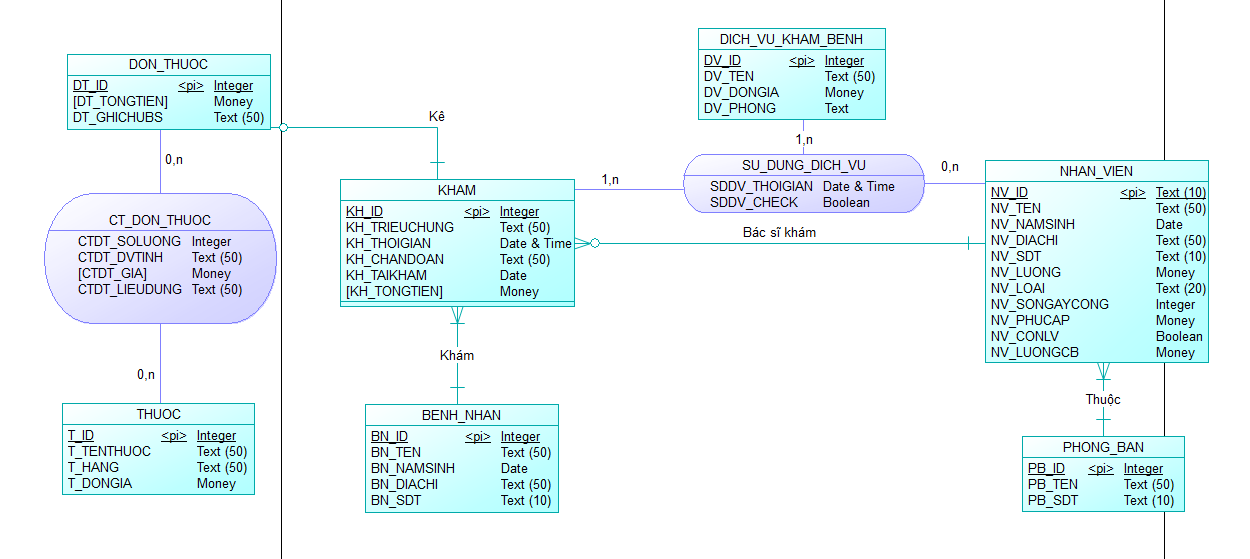 DON_THUOC
DT_ID <pi> Integer
[DT_TONGTIEN] Money
DT_GHICHUBS Text (50)
0,n
CT_DON_THUOC
CTDT_SOLUONG Integer
CTDT_DVTINH Text (50)
[CTDT_GIA] Money
CTDT_LIEUDUNG Text (50)
0,n
THUOC
T_ID <pi> Integer
T_TENTHUOC Text (50)
T_HANG Text (50)
T_DONGIA Money
Kê
KHAM
KH_ID <pi> Integer
KH_TRIEUCHUNG Text (50)
KH_THOIGIAN Date & Time
KH_CHANDOAN Text (50)
KH_TAIKHAM Date
[KH_TONGTIEN] Money
Khám
BENH_NHAN
BN_ID <pi> Integer
BN_TEN Text (50)
BN_NAMSINH Date
BN_DIACHI Text (50)
BN_SDT Text (10)
DICH_VU_KHAM_BENH
DV_ID <pi> Integer
DV_TEN Text (50)
DV_DONGIA Money
DV_PHONG Text
1,n
1,n
SU_DUNG_DICH_VU
SDDV_THOIGIAN Date & Time
SDDV_CHECK Boolean
0,n
Bác sĩ khám
NHAN_VIEN
NV_ID <pi> Text (10)
NV_TEN Text (50)
NV_NAMSINH Date
NV_DIACHI Text (50)
NV_SDT Text (10)
NV_LUONG Money
NV_LOAI Text (20)
NV_SONGAYCONG Integer
NV_PHUCAP Money
NV_CONLV Boolean
NV_LUONGCB Money
Thuộc
PHONG_BAN
PB_ID <pi> Integer
PB_TEN Text (50)
PB_SDT Text (10)